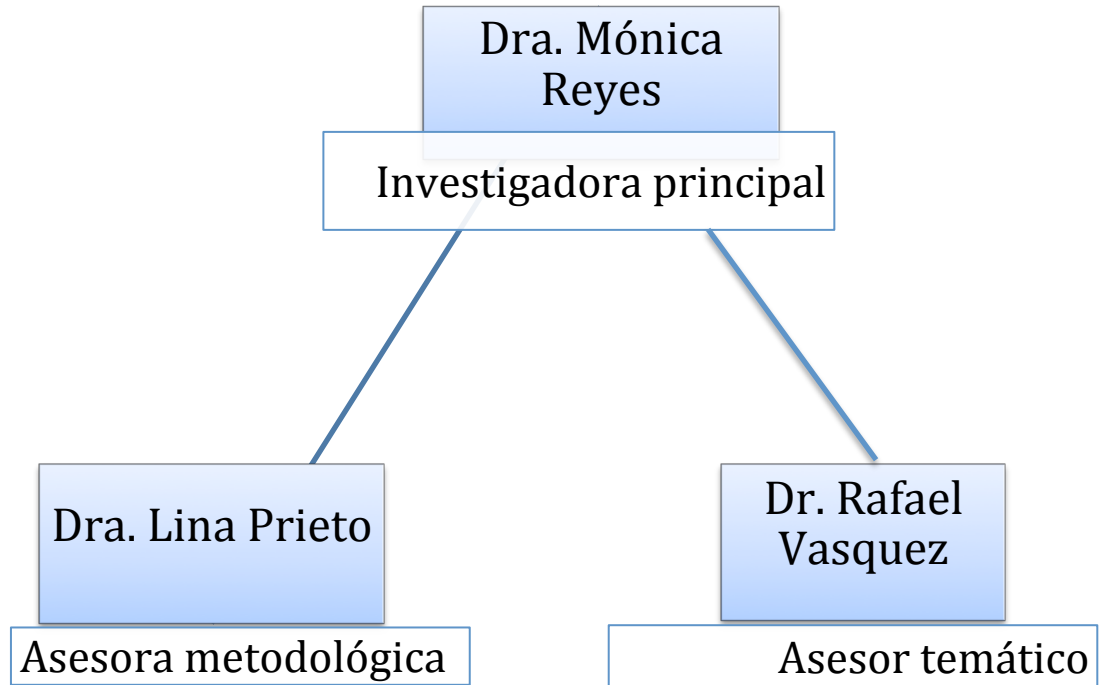 Dra. Mónica
Reyes
Investigadora principal
Dra. Lina Prieto
Asesora metodológica
Dr. Rafael
Vasquez
Asesor temático